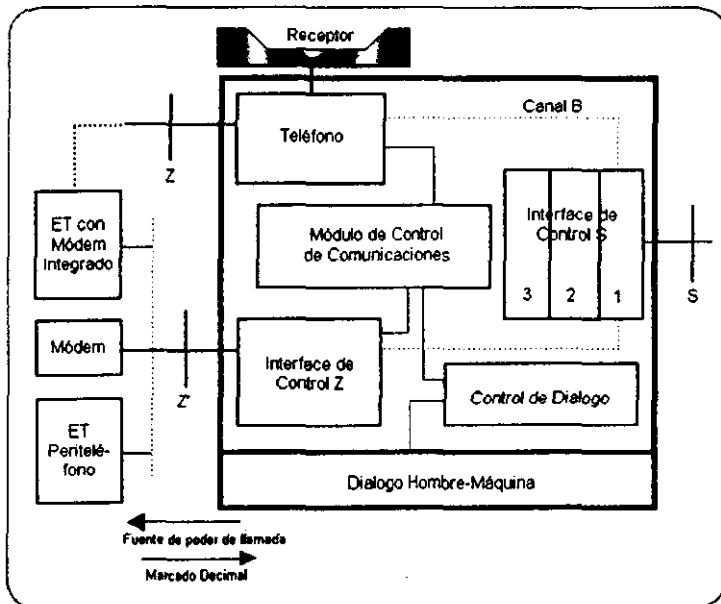 Receptor
Canal B
Teléfono
Z
ET con
Módem
Integrado
Interface de
Control S
Módulo de Control
de Comunicaciones
3 2 1
S
Módem
Z'
Interface de
Control Z
Control de Dialogo
ET
Peritelé-
fono
Dialogo Hombre-Máquina
Fuente de poder de llamada
Marcado Decimal